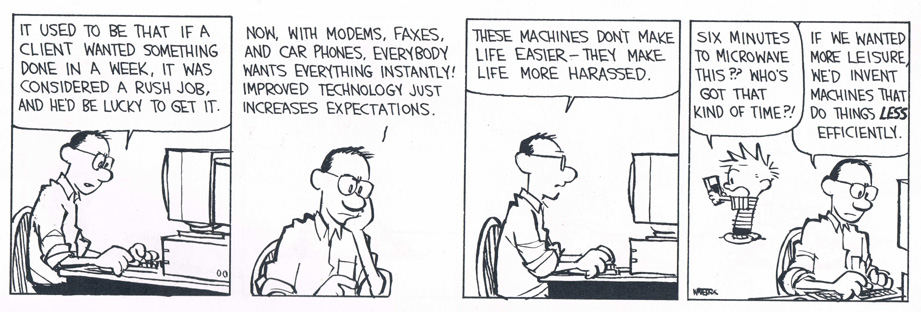 IT USED TO BE THAT IF A
CLIENT WANTED SOMETHING
DONE IN A WEEK, IT WAS
CONSIDERED A RUSH JOB,
AND HE'D BE LUCKY TO GET IT.
NOW, WITH MODEMS, FAXES,
AND CAR PHONES, EVERYBODY
WANTS EVERYTHING INSTANTLY!
IMPROVED TECHNOLOGY JUST
INCREASES EXPECTATIONS.
THESE MACHINES DON'T MAKE
LIFE EASIER – THEY MAKE
LIFE MORE HARASSED.
SIX MINUTES
TO MICROWAVE
THIS?? WHO'S
GOT THAT
KIND OF TIME?!
IF WE WANTED
MORE LEISURE,
WE'D INVENT
MACHINES THAT
DO THINGS LESS
EFFICIENTLY.